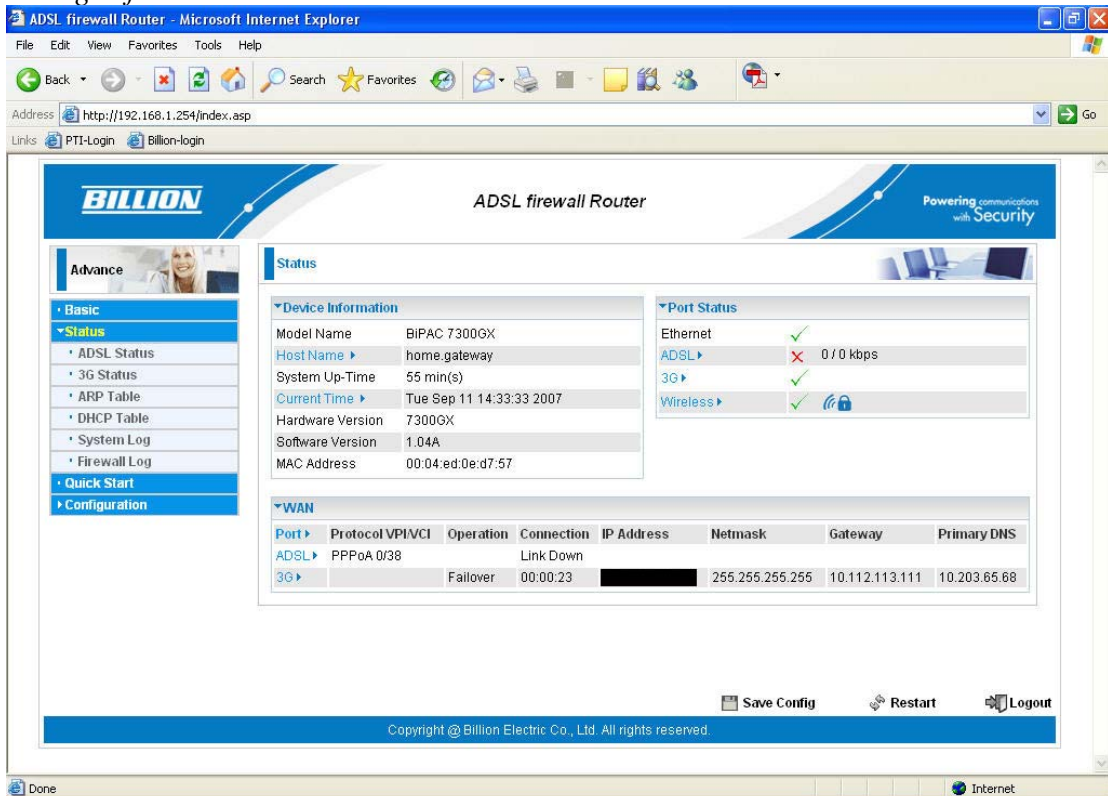 ADSL firewall Router - Microsoft Internet Explorer
File Edit View Favorites Tools Help
Back Search Favorites
Address http://192.168.1.254/index.asp Go
Links PTI-Login Billion-login
BILLION
ADSL firewall Router
Powering communications
with Security
Advance
Status
Basic
Status
ADSL Status
3G Status
ARP Table
DHCP Table
System Log
Firewall Log
Quick Start
Configuration
Device Information
Model Name BiPAC 7300GX
Host Name home.gateway
System Up-Time 55 min(s)
Current Time Tue Sep 11 14:33:33 2007
Hardware Version 7300GX
Software Version 1.04A
MAC Address 00:04:ed:0e:d7:57
Port Status
Ethernet
ADSL 0 / 0 kbps
3G
Wireless
WAN
Port Protocol VPI/VCI Operation Connection IP Address Netmask Gateway Primary DNS
ADSL PPPoA 0/38 Link Down
3G Failover 00:00:23 255.255.255.255 10.112.113.111 10.203.65.68
Save Config Restart Logout
Copyright @ Billion Electric Co., Ltd. All rights reserved.
Done Internet